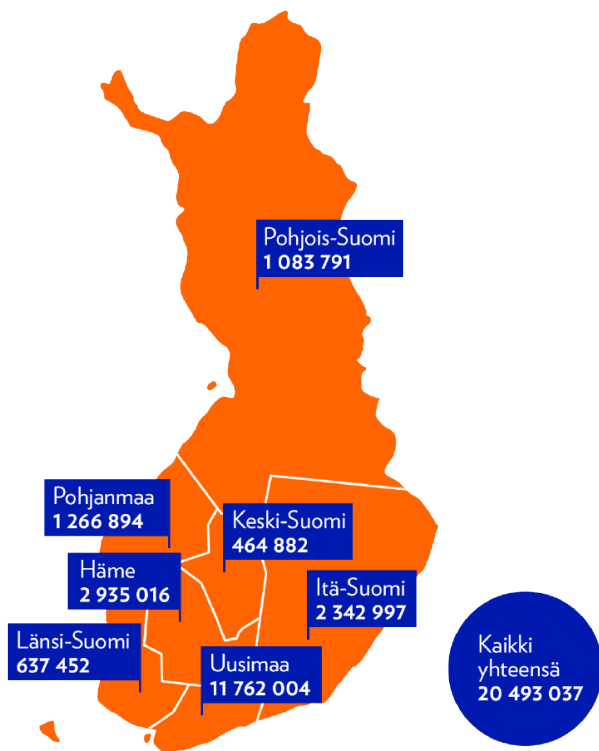 Pohjois-Suomi
1 083 791
Pohjanmaa
1 266 894
Keski-Suomi
464 882
Häme
2 935 016
Itä-Suomi
2 342 997
Länsi-Suomi
637 452
Uusimaa
11 762 004
Kaikki
yhteensä
20 493 037